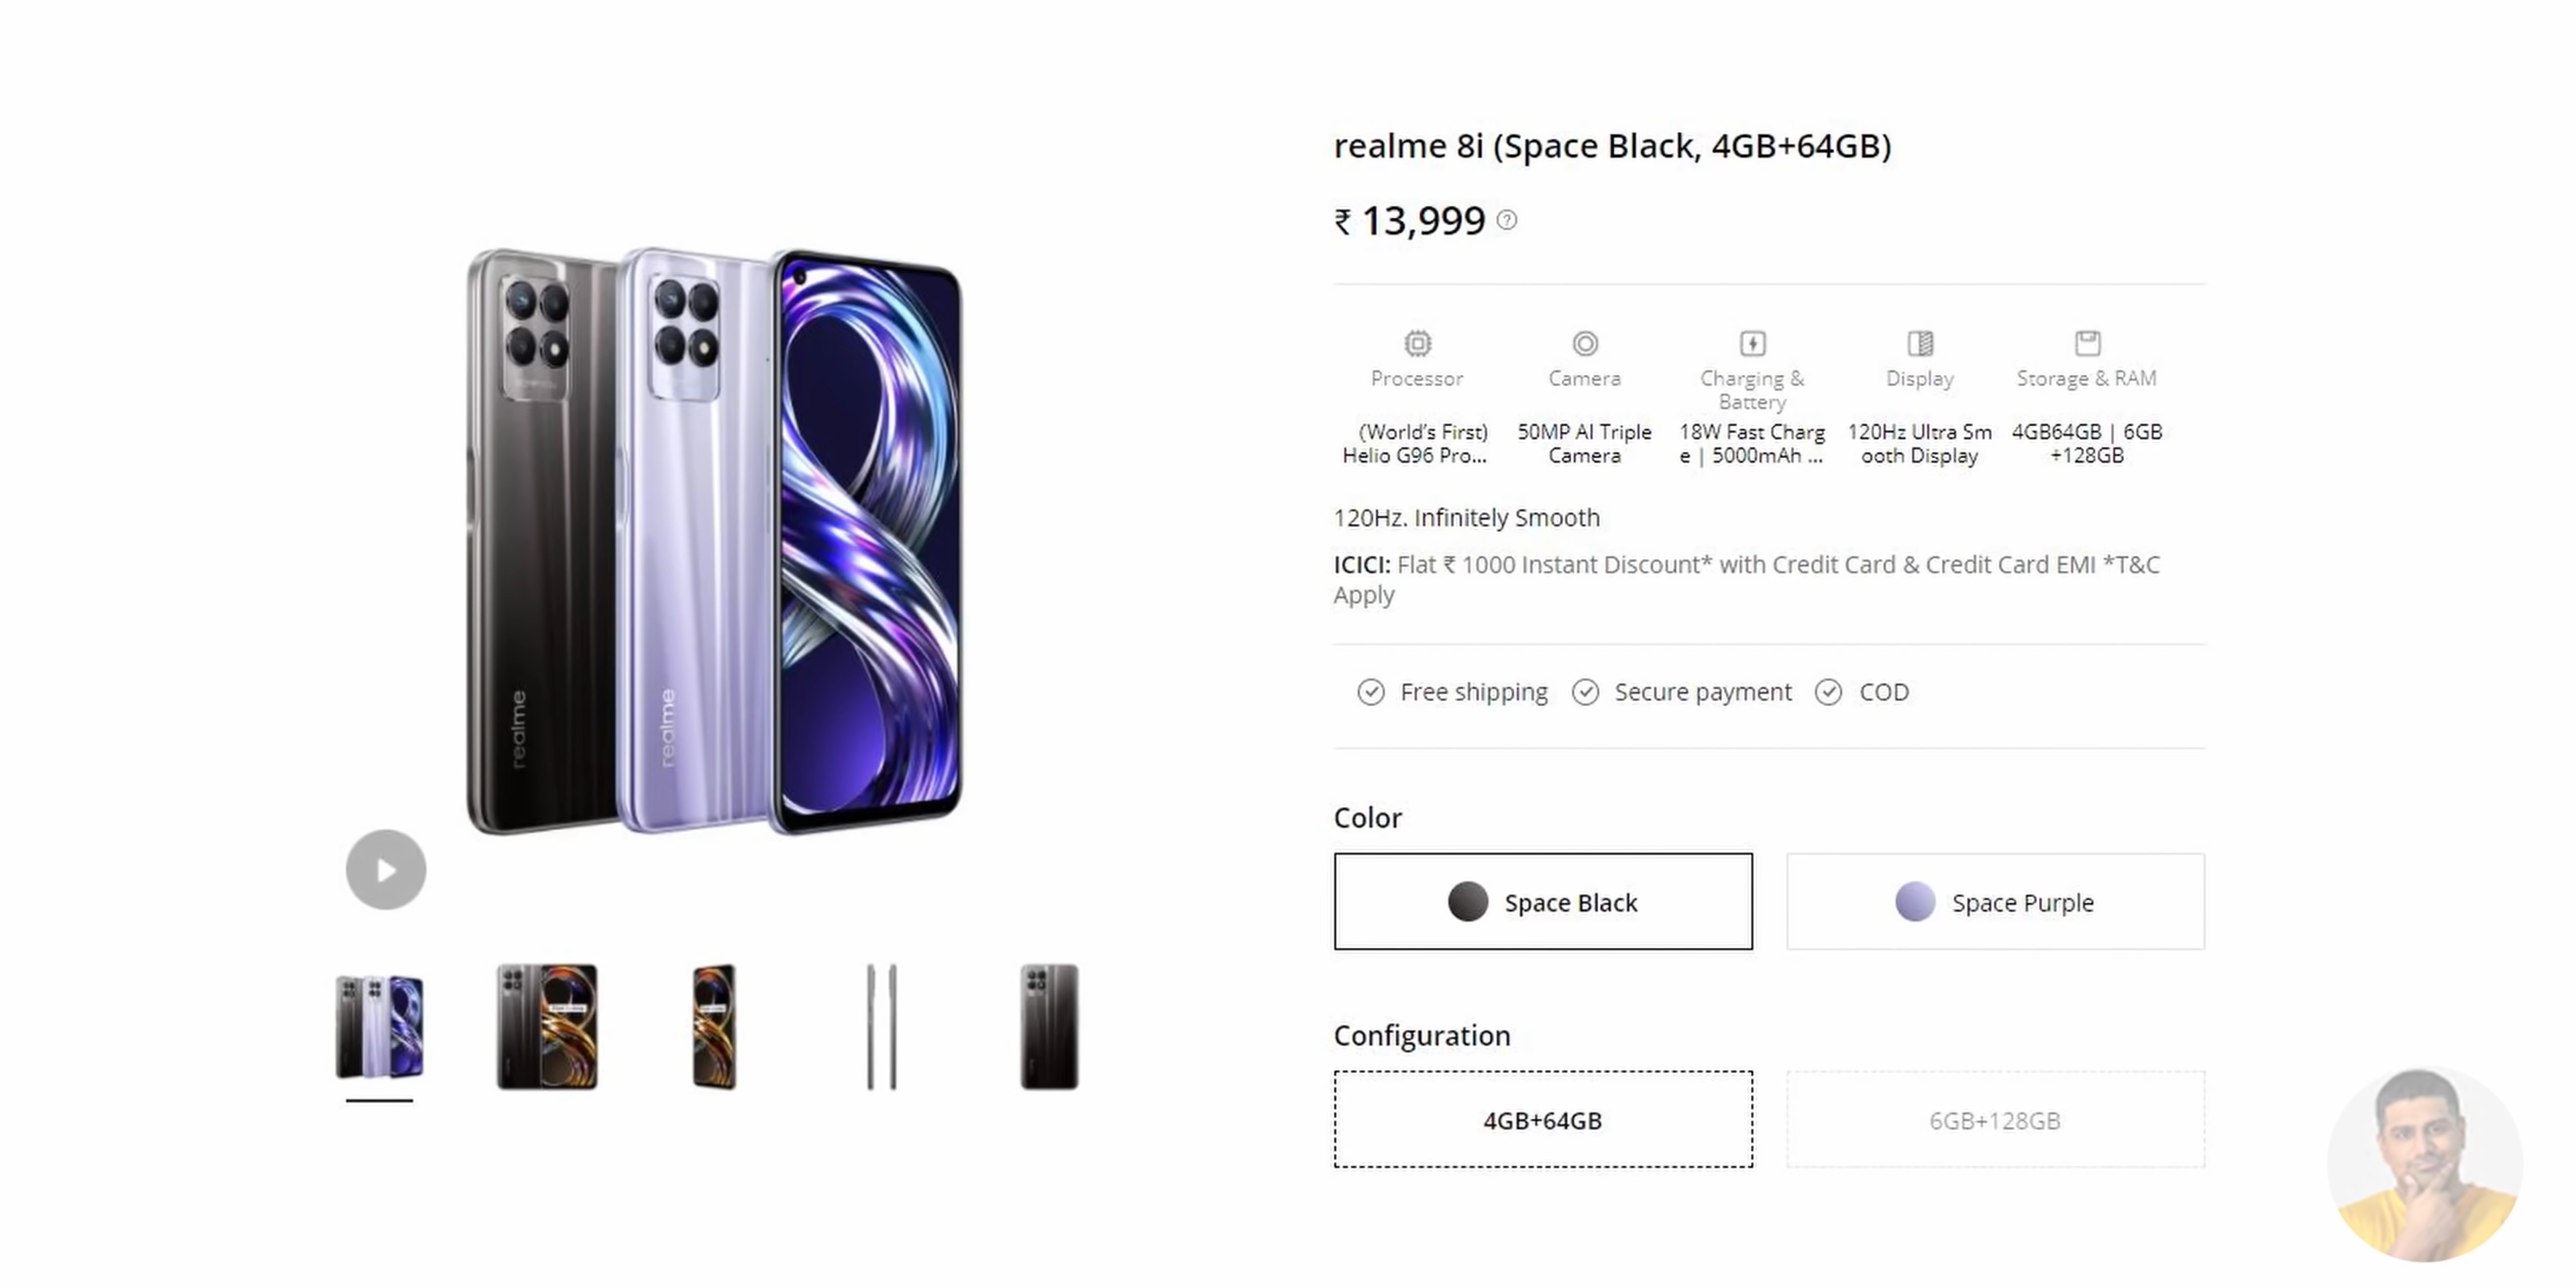 realme 8i (Space Black, 4GB+64GB)
₹ 13,999
Processor
(World’s First)
Helio G96 Pro...
Camera
50MP AI Triple
Camera
Charging &
Battery
18W Fast Charg
e | 5000mAh ...
Display
120Hz Ultra Sm
ooth Display
Storage & RAM
4GB64GB | 6GB
+128GB
120Hz. Infinitely Smooth
ICICI: Flat ₹ 1000 Instant Discount* with Credit Card & Credit Card EMI *T&C
Apply
Free shipping
Secure payment
COD
realme
realme
Color
Space Black
Space Purple
Configuration
4GB+64GB
6GB+128GB